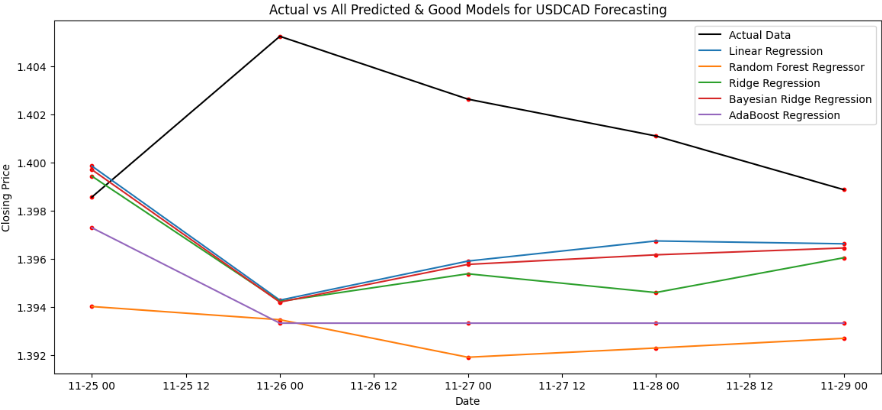 Actual vs All Predicted & Good Models for USDCAD Forecasting
Actual Data
Linear Regression
Random Forest Regressor
Ridge Regression
Bayesian Ridge Regression
AdaBoost Regression
Closing Price
1.404
1.402
1.400
1.398
1.396
1.394
1.392
11-25 00 11-25 12 11-26 00 11-26 12 11-27 00 11-27 12 11-28 00 11-28 12 11-29 00
Date